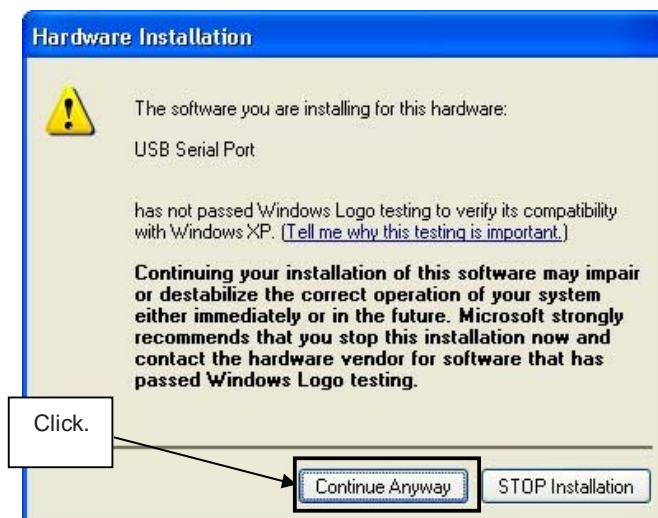 Hardware Installation
The software you are installing for this hardware:
USB Serial Port
has not passed Windows Logo testing to verify its compatibility
with Windows XP. (Tell me why this testing is important.)
Continuing your installation of this software may impair
or destabilize the correct operation of your system
either immediately or in the future. Microsoft strongly
recommends that you stop this installation now and
contact the hardware vendor for software that has
passed Windows Logo testing.
Click.
Continue Anyway
STOP Installation